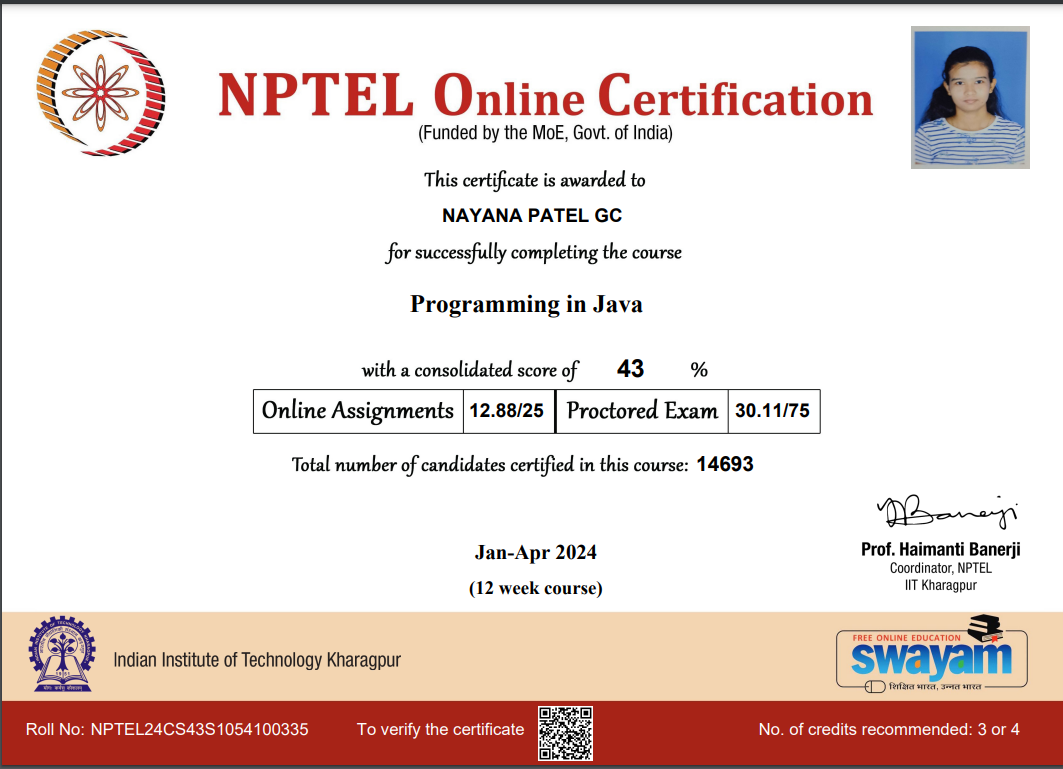 NPTEL Online Certification
(Funded by the MoE, Govt. of India)
This certificate is awarded to
NAYANA PATEL GC
for successfully completing the course
Programming in Java
with a consolidated score of 43 %
Online Assignments 12.88/25 Proctored Exam 30.11/75
Total number of candidates certified in this course: 14693
Jan-Apr 2024
(12 week course)
Prof. Haimanti Banerji
Coordinator, NPTEL
IIT Kharagpur
Indian Institute of Technology Kharagpur
FREE ONLINE EDUCATION
swayam
शिक्षित भारत, उन्नत भारत
Roll No: NPTEL24CS43S1054100335 To verify the certificate No. of credits recommended: 3 or 4